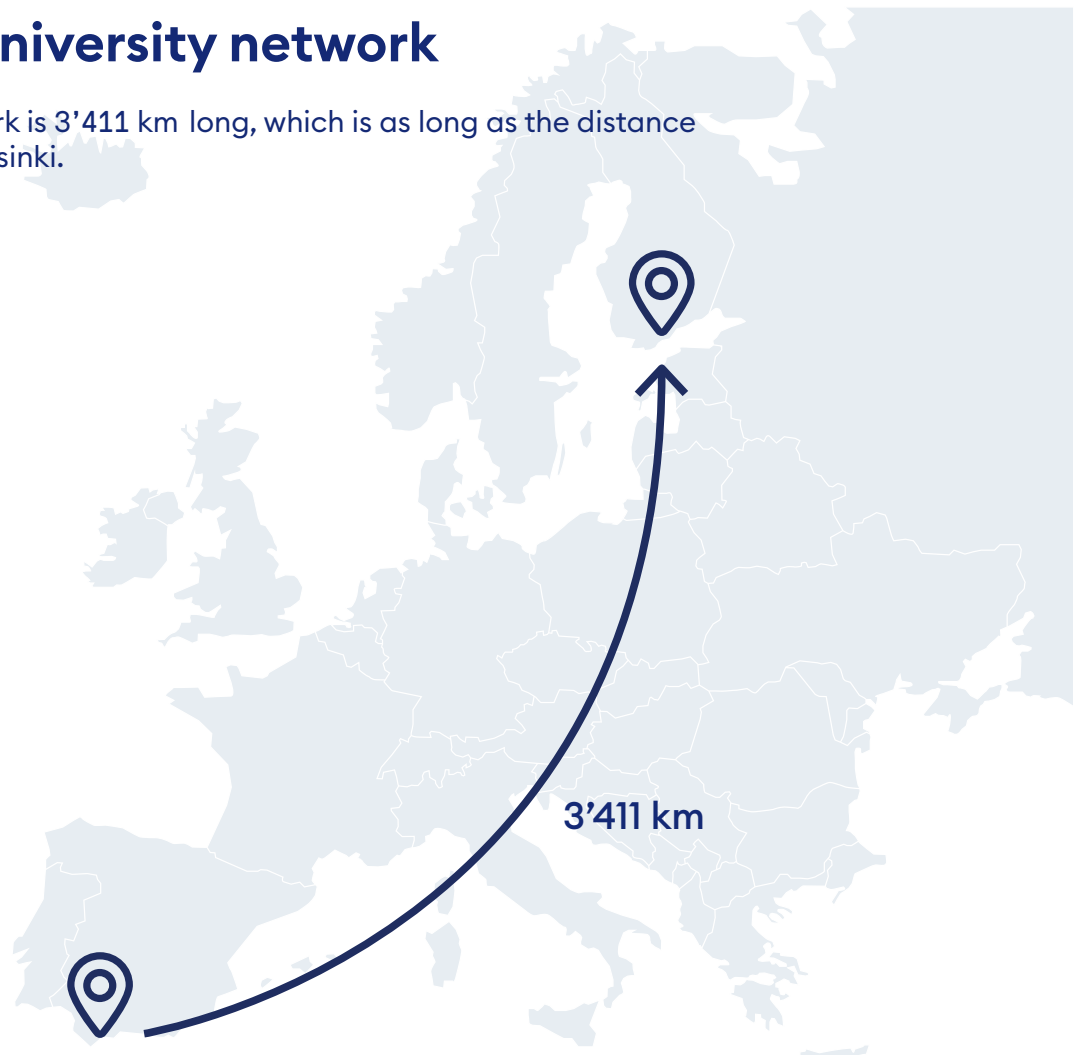 niversity network
rk is 3’411 km long, which is as long as the distance
sinki.
3’411 km